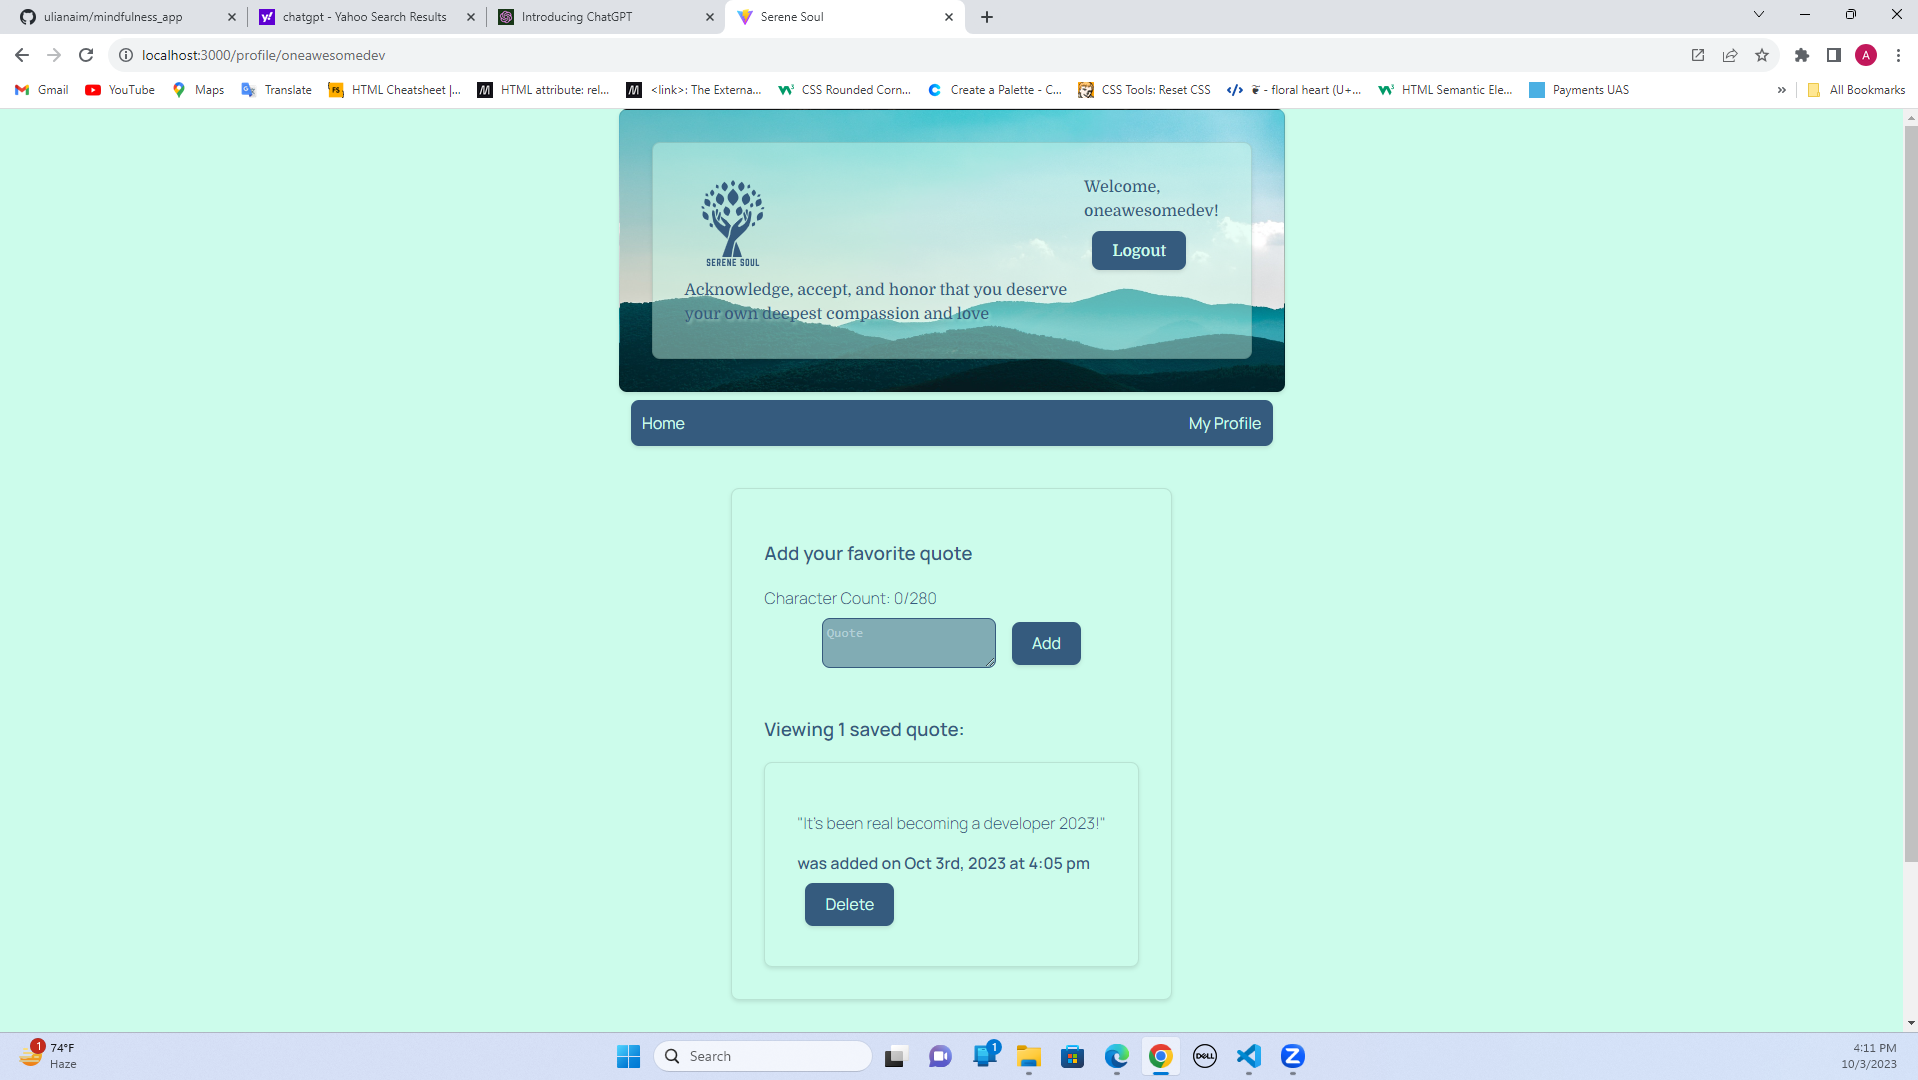 ulianaim/mindfulness_app
chatgpt - Yahoo Search Results
Introducing ChatGPT
Serene Soul
localhost:3000/profile/oneawesomedev
A
Gmail
YouTube
Maps
Translate
HTML Cheatsheet |...
HTML attribute: rel...
<link>: The Externa...
CSS Rounded Corn...
Create a Palette - C...
CSS Tools: Reset CSS
❦ - floral heart (U+...
HTML Semantic Ele...
Payments UAS
»
All Bookmarks
SERENE SOUL
Welcome,
oneawesomedev!
Logout
Acknowledge, accept, and honor that you deserve
your own deepest compassion and love
Home
My Profile
Add your favorite quote
Character Count: 0/280
Quote
Add
Viewing 1 saved quote:
"It's been real becoming a developer 2023!"
was added on Oct 3rd, 2023 at 4:05 pm
Delete
1
74°F
Haze
Search
1
DELL
Z
4:11 PM
10/3/2023